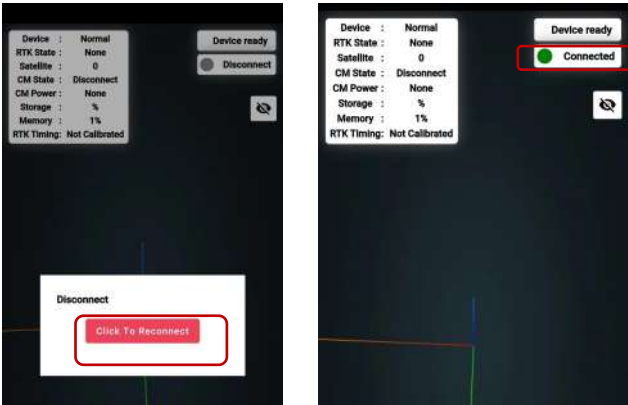 Device : Normal
RTK State : None
Satellite : 0
CM State : Disconnect
CM Power : None
Storage : %
Memory : 1%
RTK Timing: Not Calibrated
Device ready
Disconnect
Disconnect
Click To Reconnect
Device : Normal
RTK State : None
Satellite : 0
CM State : Disconnect
CM Power : None
Storage : %
Memory : 1%
RTK Timing: Not Calibrated
Device ready
Connected